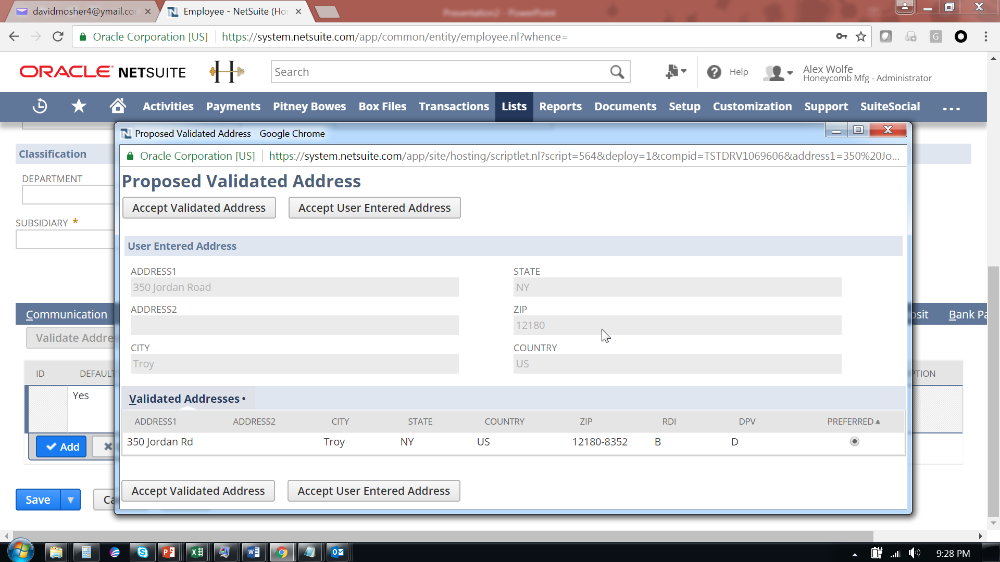 davidmosher4@ymail.co
Employee - NetSuite (Ho
Presentation2 - PowerPoint
Oracle Corporation [US]
https://system.netsuite.com/app/common/entity/employee.nl?whence=
G
ORACLE NETSUITE
H
Search
Help
Alex Wolfe
Honeycomb Mfg - Administrator
Activities Payments Pitney Bowes Box Files Transactions Lists Reports Documents Setup Customization Support SuiteSocial ...
Proposed Validated Address - Google Chrome
Oracle Corporation [US]
https://system.netsuite.com/app/site/hosting/scriptlet.nl?script=564&deploy=1&compid=TSTDRV1069606&address1=350%20Jo...
Classification
DEPARTMENT
SUBSIDIARY *
Proposed Validated Address
Accept Validated Address
Accept User Entered Address
User Entered Address
ADDRESS1
350 Jordan Road
STATE
NY
ADDRESS2
ZIP
12180
CITY
Troy
COUNTRY
US
Communication
osit
Bank Pa
Validate Addre
ID DEFAULT
PTION
Yes
Add
Validated Addresses •
ADDRESS1 ADDRESS2 CITY STATE COUNTRY ZIP RDI DPV PREFERRED
350 Jordan Rd Troy NY US 12180-8352 B D
Accept Validated Address
Accept User Entered Address
Save
Ca
9:28 PM